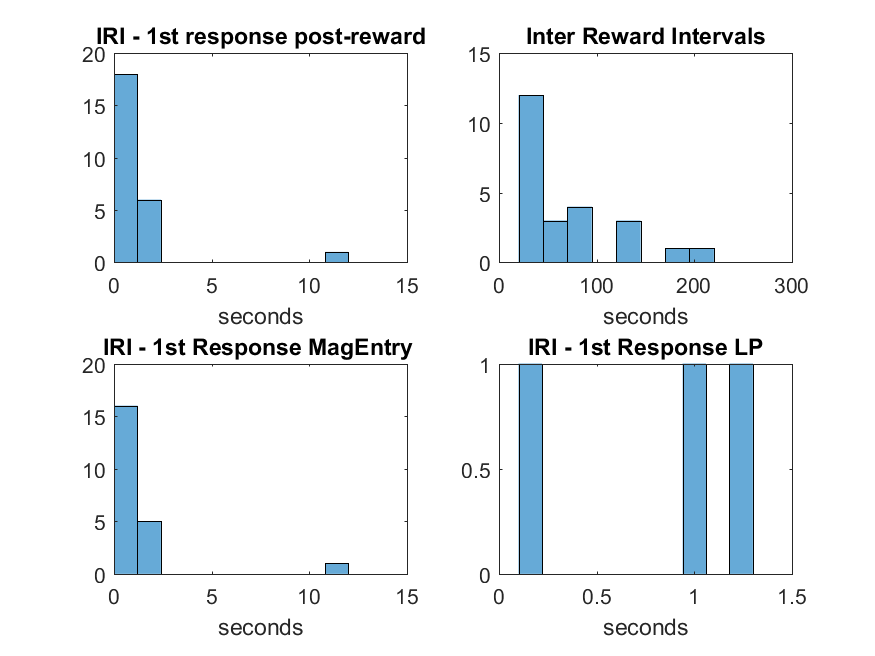 IRI - 1st response post-reward
20
15
10
5
0
0 5 10 15
seconds
Inter Reward Intervals
15
10
5
0
0 100 200 300
seconds
IRI - 1st Response MagEntry
20
15
10
5
0
0 5 10 15
seconds
IRI - 1st Response LP
1
0.5
0
0 0.5 1 1.5
seconds